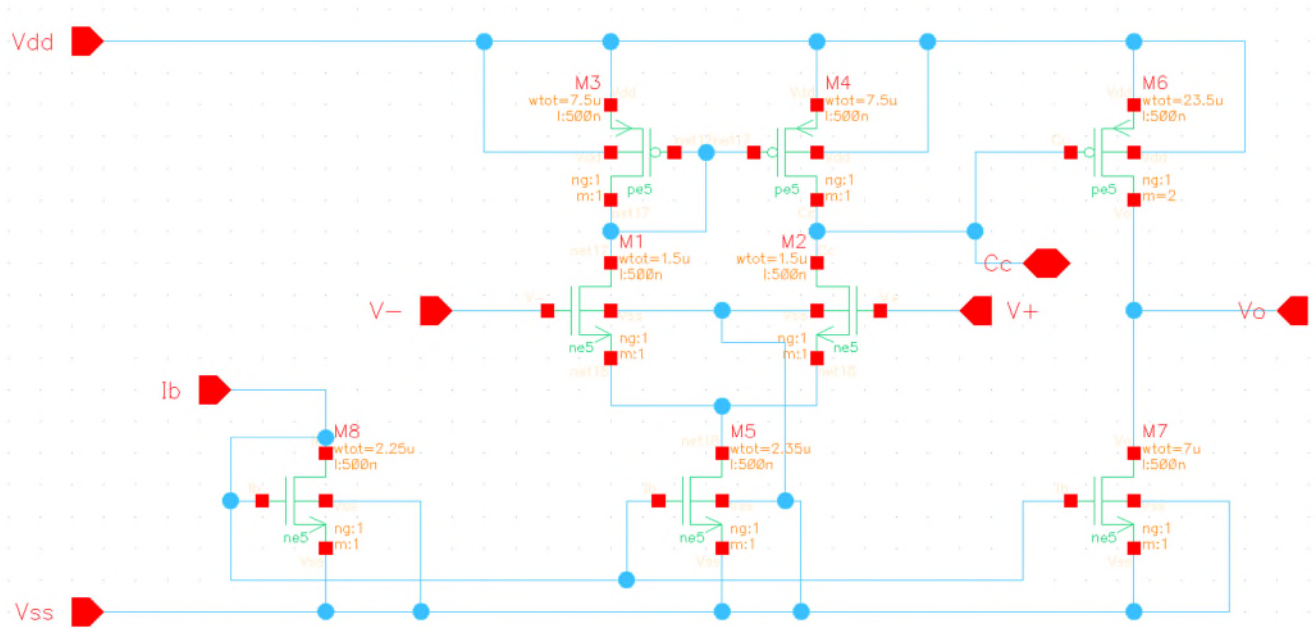 Vdd
M3
wtot=7.5u
l:500n
ng:1
m:1
pe5
M4
wtot=7.5u
l:500n
ng:1
m:1
pe5
M6
wtot=23.5u
l:500n
ng:1
m=2
pe5
M1
wtot=1.5u
l:500n
ng:1
m:1
ne5
M2
wtot=1.5u
l:500n
ng:1
m:1
ne5
Cc
V-
V+
Vo
Ib
M8
wtot=2.25u
l:500n
ng:1
m:1
ne5
M5
wtot=2.35u
l:500n
ng:1
m:1
ne5
M7
wtot=7u
l:500n
ng:1
m:1
ne5
Vss